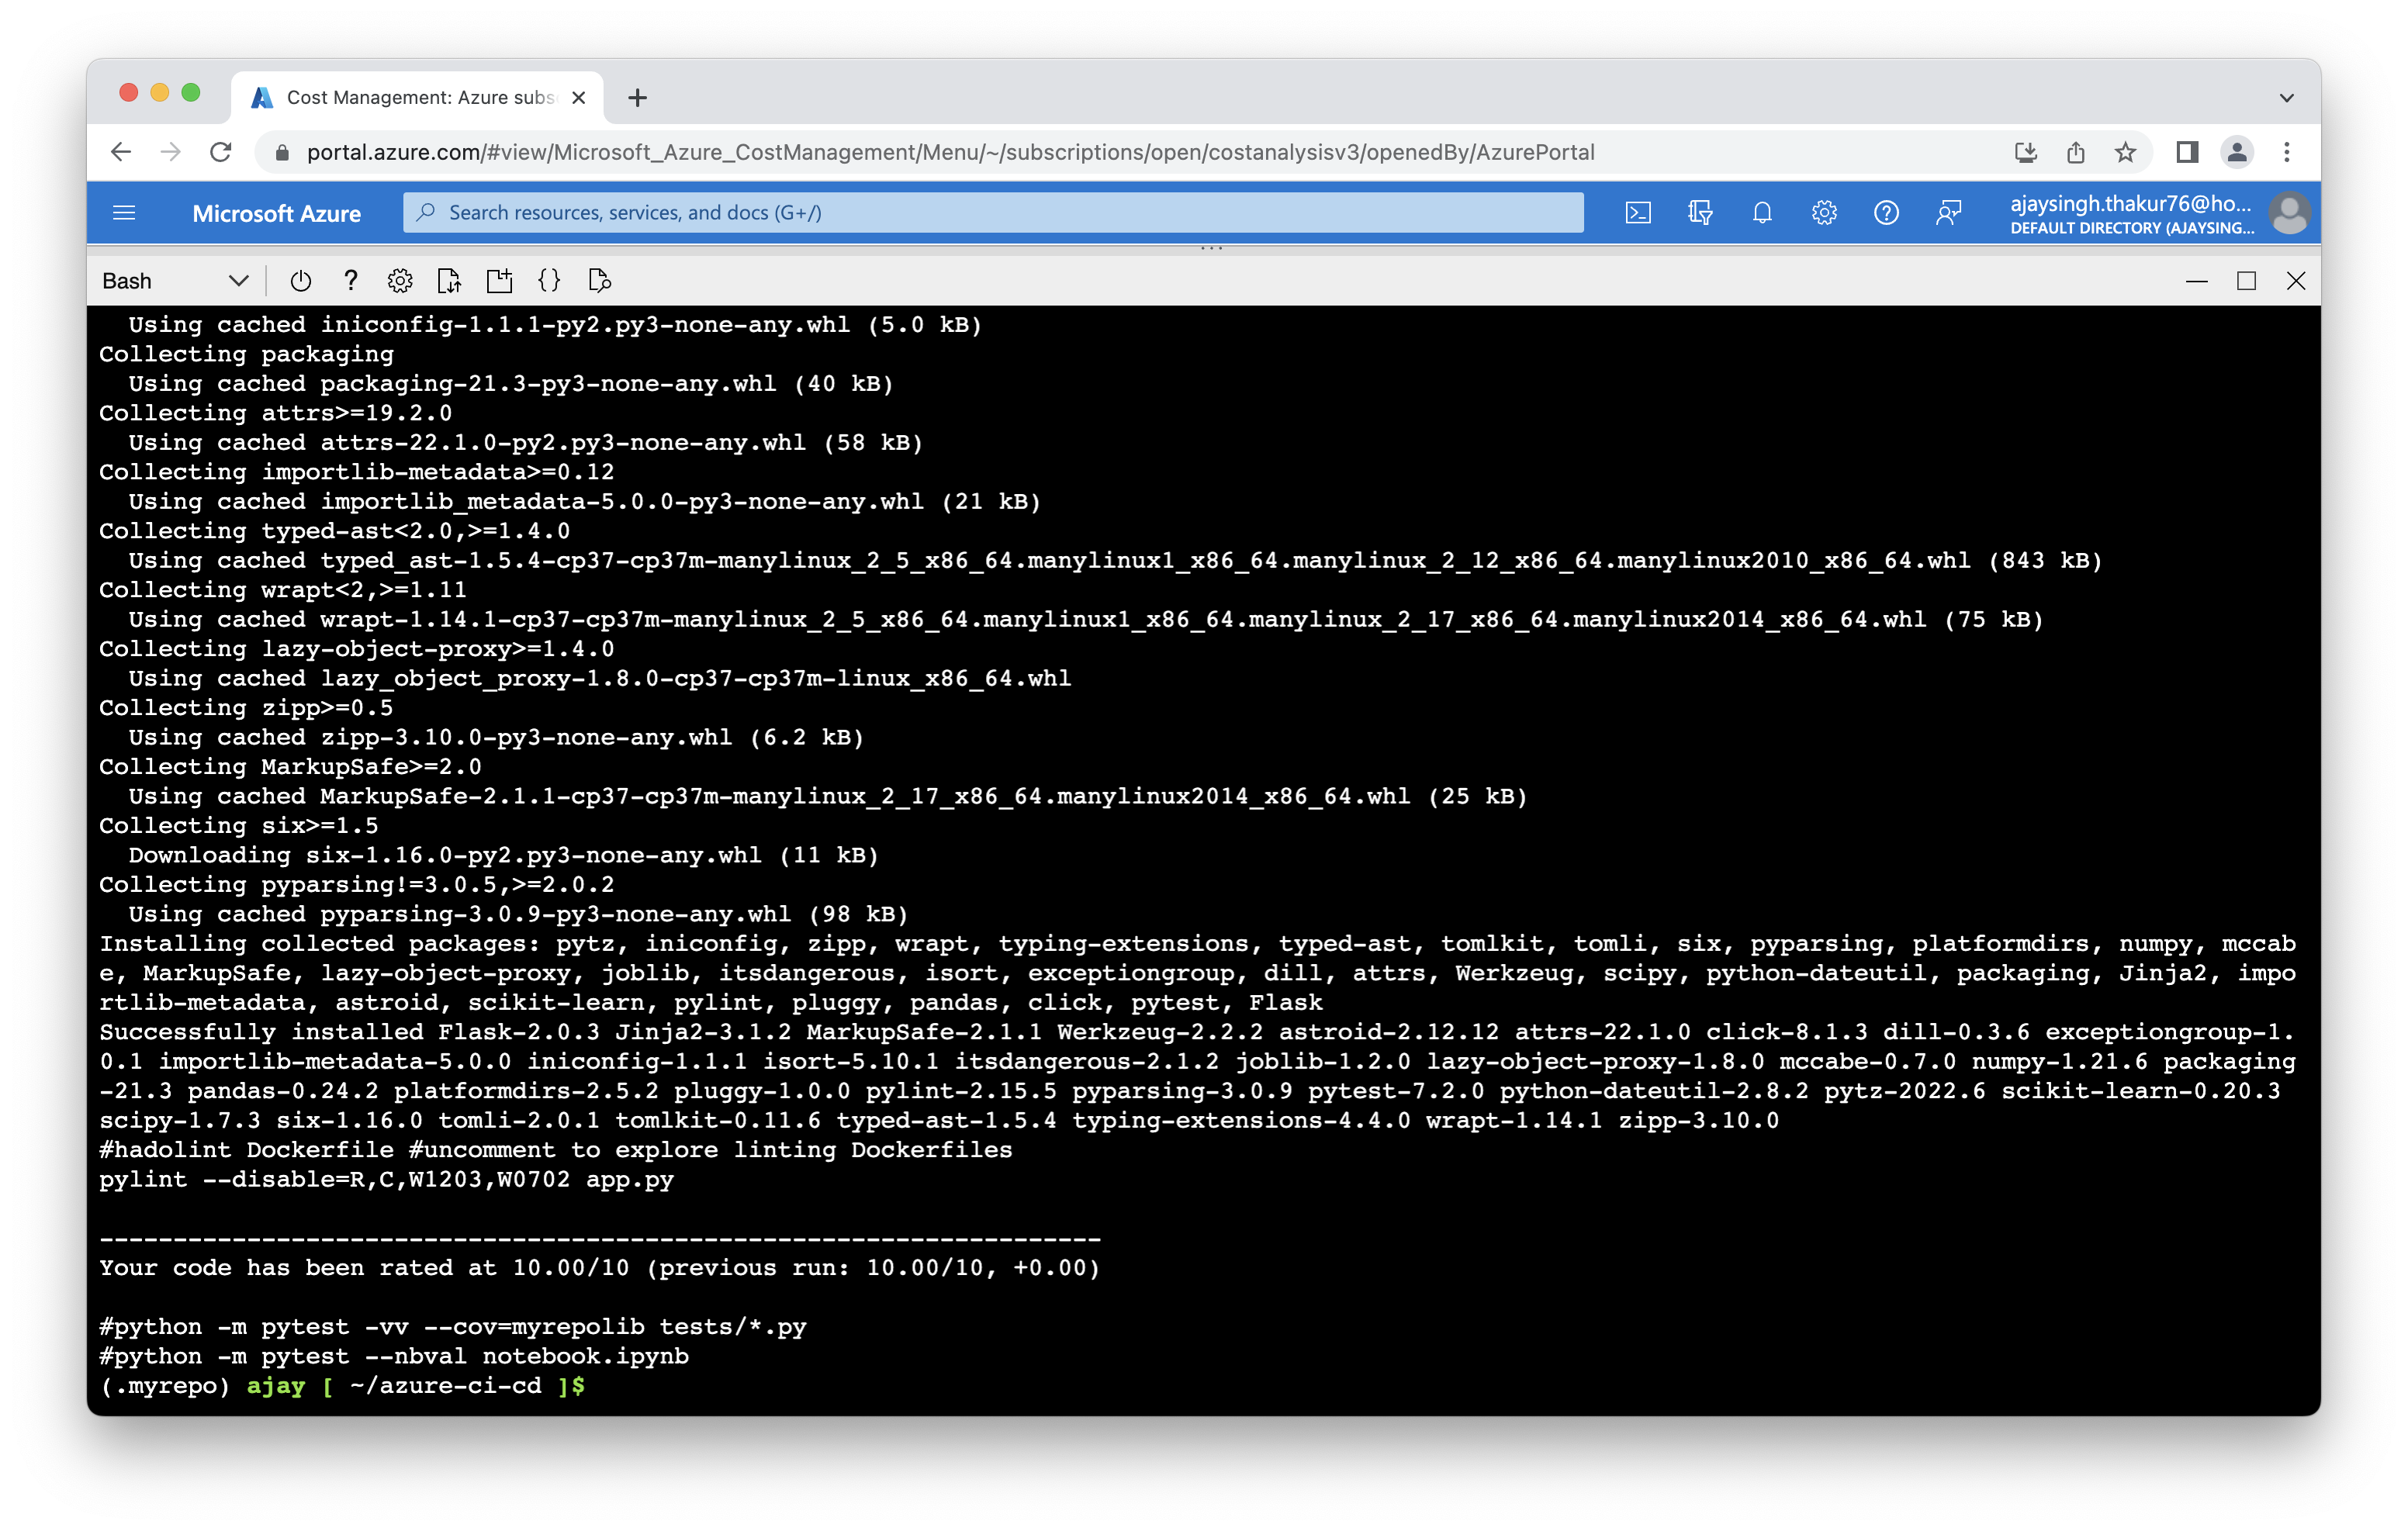 Cost Management: Azure subs
portal.azure.com/#view/Microsoft_Azure_CostManagement/Menu/~/subscriptions/open/costanalysisv3/openedBy/AzurePortal
Microsoft Azure
Search resources, services, and docs (G+/)
ajaysingh.thakur76@ho...
DEFAULT DIRECTORY (AJAYSING...
Bash
Using cached iniconfig-1.1.1-py2.py3-none-any.whl (5.0 kB)
Collecting packaging
Using cached packaging-21.3-py3-none-any.whl (40 kB)
Collecting attrs>=19.2.0
Using cached attrs-22.1.0-py2.py3-none-any.whl (58 kB)
Collecting importlib-metadata>=0.12
Using cached importlib_metadata-5.0.0-py3-none-any.whl (21 kB)
Collecting typed-ast<2.0,>=1.4.0
Using cached typed_ast-1.5.4-cp37-cp37m-manylinux_2_5_x86_64.manylinux1_x86_64.manylinux_2_12_x86_64.manylinux2010_x86_64.whl (843 kB)
Collecting wrapt<2,>=1.11
Using cached wrapt-1.14.1-cp37-cp37m-manylinux_2_5_x86_64.manylinux1_x86_64.manylinux_2_17_x86_64.manylinux2014_x86_64.whl (75 kB)
Collecting lazy-object-proxy>=1.4.0
Using cached lazy_object_proxy-1.8.0-cp37-cp37m-linux_x86_64.whl
Collecting zipp>=0.5
Using cached zipp-3.10.0-py3-none-any.whl (6.2 kB)
Collecting MarkupSafe>=2.0
Using cached MarkupSafe-2.1.1-cp37-cp37m-manylinux_2_17_x86_64.manylinux2014_x86_64.whl (25 kB)
Collecting six>=1.5
Downloading six-1.16.0-py2.py3-none-any.whl (11 kB)
Collecting pyparsing!=3.0.5,>=2.0.2
Using cached pyparsing-3.0.9-py3-none-any.whl (98 kB)
Installing collected packages: pytz, iniconfig, zipp, wrapt, typing-extensions, typed-ast, tomlkit, tomli, six, pyparsing, platformdirs, numpy, mccab
e, MarkupSafe, lazy-object-proxy, joblib, itsdangerous, isort, exceptiongroup, dill, attrs, Werkzeug, scipy, python-dateutil, packaging, Jinja2, impo
rtlib-metadata, astroid, scikit-learn, pylint, pluggy, pandas, click, pytest, Flask
Successfully installed Flask-2.0.3 Jinja2-3.1.2 MarkupSafe-2.1.1 Werkzeug-2.2.2 astroid-2.12.12 attrs-22.1.0 click-8.1.3 dill-0.3.6 exceptiongroup-1.
0.1 importlib-metadata-5.0.0 iniconfig-1.1.1 isort-5.10.1 itsdangerous-2.1.2 joblib-1.2.0 lazy-object-proxy-1.8.0 mccabe-0.7.0 numpy-1.21.6 packaging
-21.3 pandas-0.24.2 platformdirs-2.5.2 pluggy-1.0.0 pylint-2.15.5 pyparsing-3.0.9 pytest-7.2.0 python-dateutil-2.8.2 pytz-2022.6 scikit-learn-0.20.3
scipy-1.7.3 six-1.16.0 tomli-2.0.1 tomlkit-0.11.6 typed-ast-1.5.4 typing-extensions-4.4.0 wrapt-1.14.1 zipp-3.10.0
#hadolint Dockerfile #uncomment to explore linting Dockerfiles
pylint --disable=R,C,W1203,W0702 app.py
--------------------------------------------------------------------
Your code has been rated at 10.00/10 (previous run: 10.00/10, +0.00)
#python -m pytest -vv --cov=myrepolib tests/*.py
#python -m pytest --nbval notebook.ipynb
(.myrepo) ajay [ ~/azure-ci-cd ]$